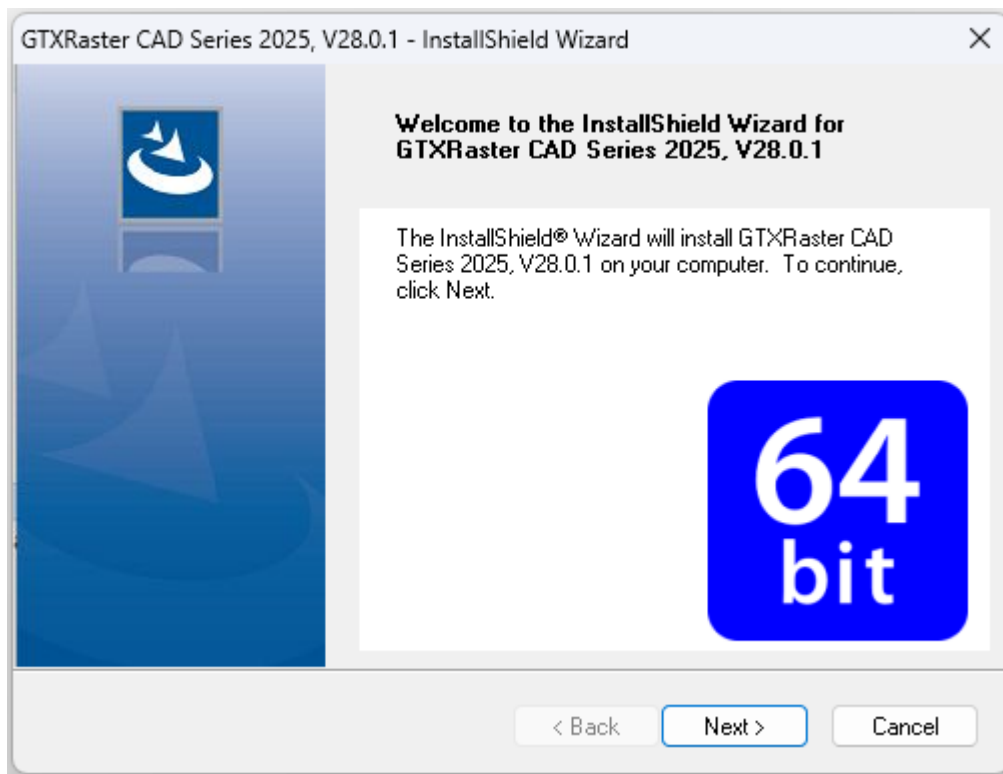 GTXRaster CAD Series 2025, V28.0.1 - InstallShield Wizard
Welcome to the InstallShield Wizard for
GTXRaster CAD Series 2025, V28.0.1
The InstallShield® Wizard will install GTXRaster CAD
Series 2025, V28.0.1 on your computer. To continue,
click Next.
64
bit
< Back
Next >
Cancel